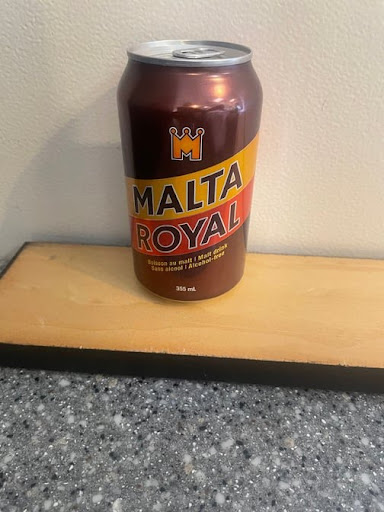 M
MALTA
ROYAL
Boisson au malt | Malt drink
Sans alcool | Alcohol-free
355 mL